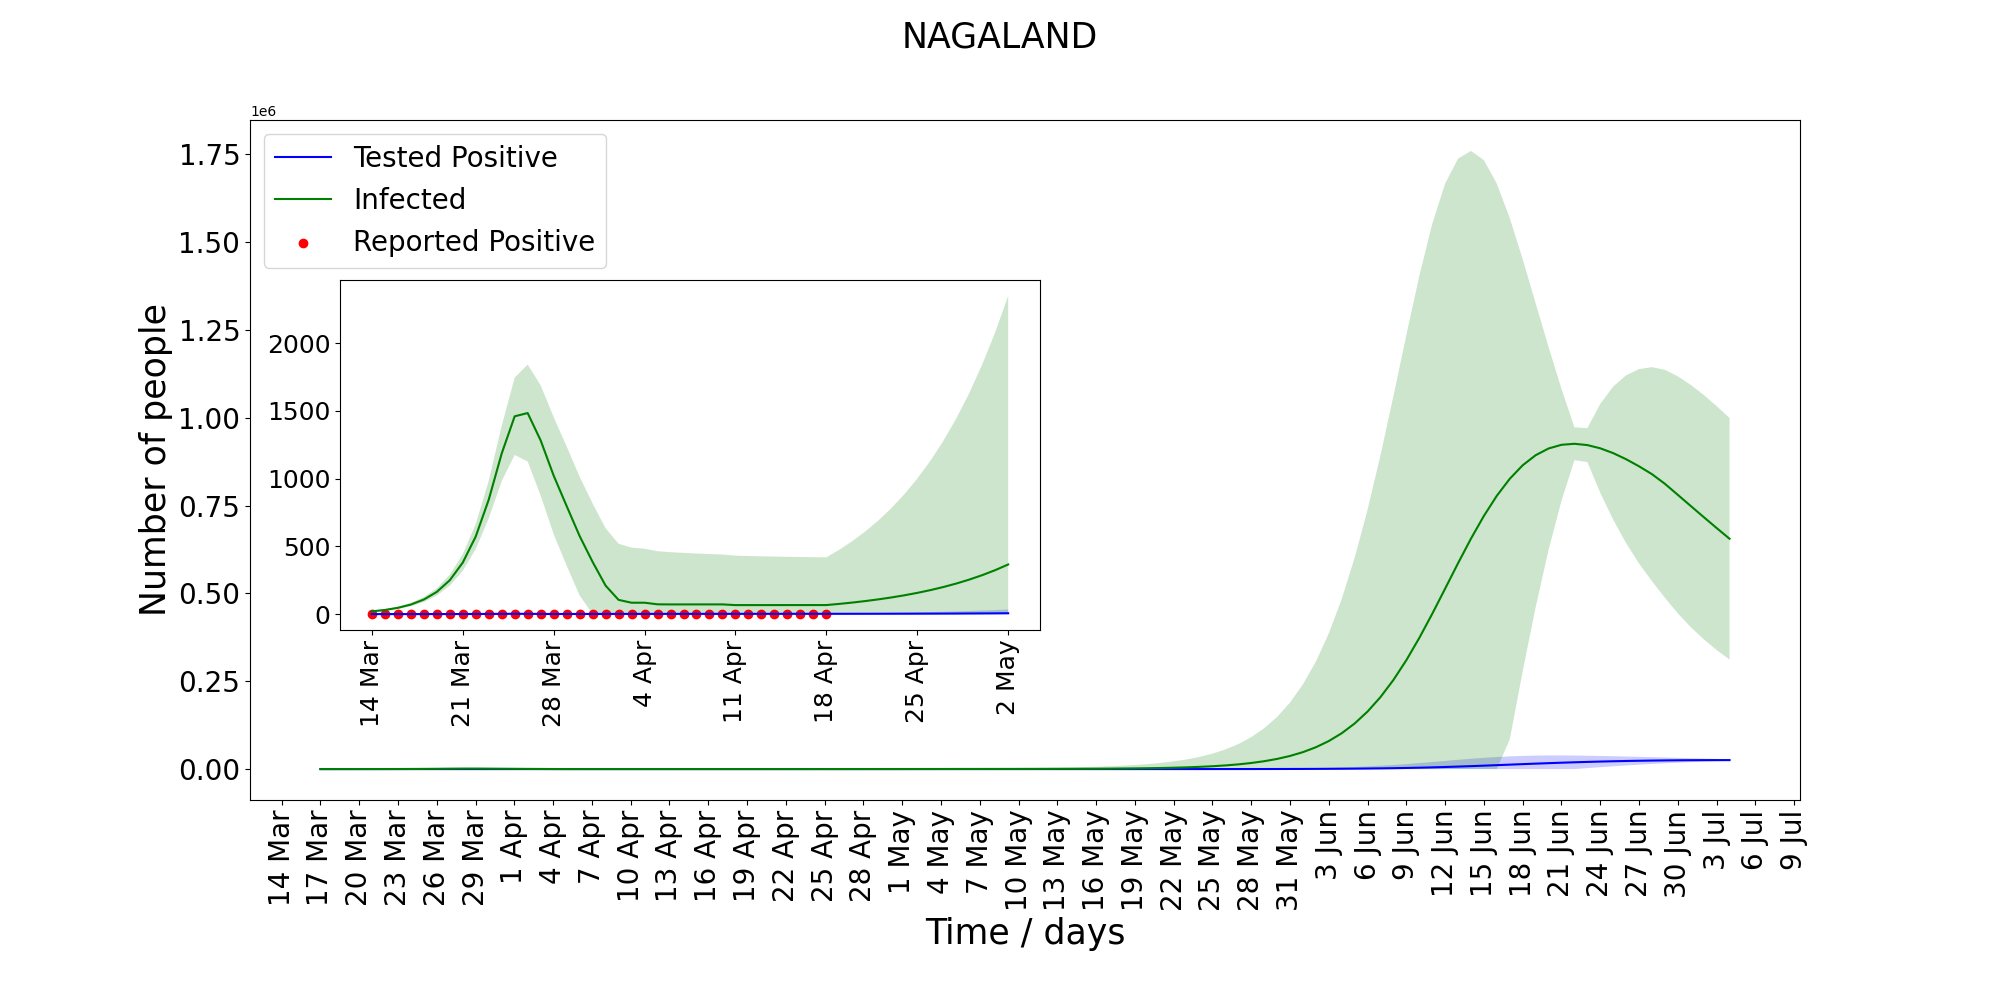 NAGALAND
1e6
Tested Positive
Infected
Reported Positive
Number of people
1.75
1.50
1.25
1.00
0.75
0.50
0.25
0.00
2000
1500
1000
500
0
14 Mar
21 Mar
28 Mar
4 Apr
11 Apr
18 Apr
25 Apr
2 May
14 Mar
17 Mar
20 Mar
23 Mar
26 Mar
29 Mar
1 Apr
4 Apr
7 Apr
10 Apr
13 Apr
16 Apr
19 Apr
22 Apr
25 Apr
28 Apr
1 May
4 May
7 May
10 May
13 May
16 May
19 May
22 May
25 May
28 May
31 May
3 Jun
6 Jun
9 Jun
12 Jun
15 Jun
18 Jun
21 Jun
24 Jun
27 Jun
30 Jun
3 Jul
6 Jul
9 Jul
Time / days